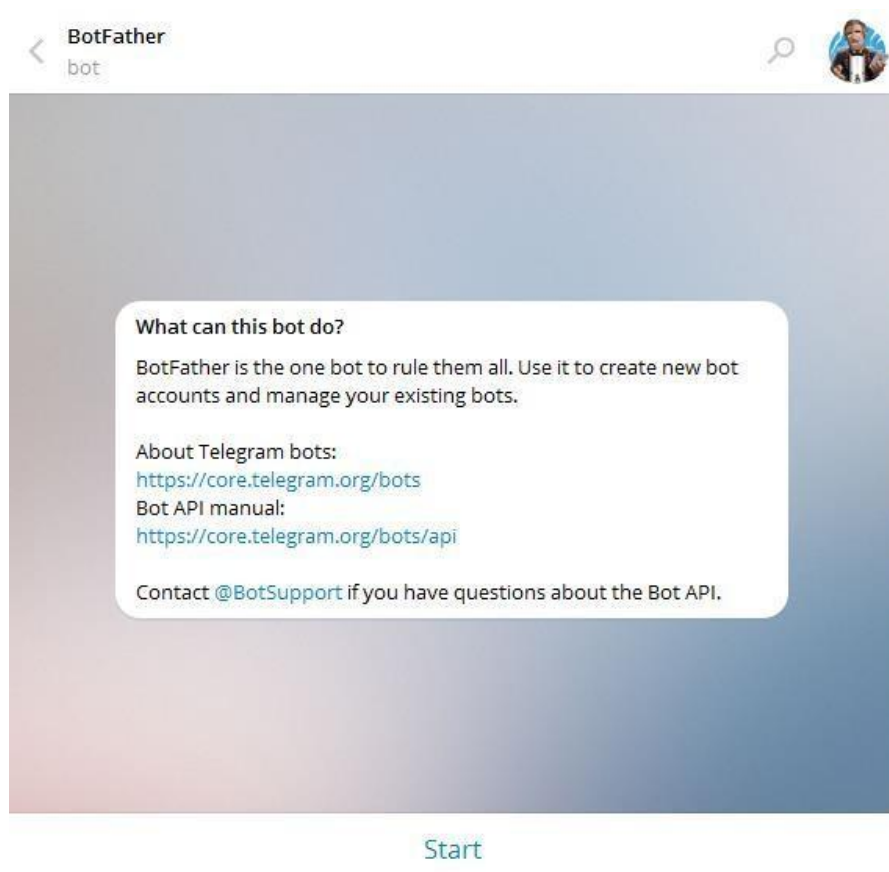 BotFather
bot
What can this bot do?
BotFather is the one bot to rule them all. Use it to create new bot
accounts and manage your existing bots.
About Telegram bots:
https://core.telegram.org/bots
Bot API manual:
https://core.telegram.org/bots/api
Contact @BotSupport if you have questions about the Bot API.
Start